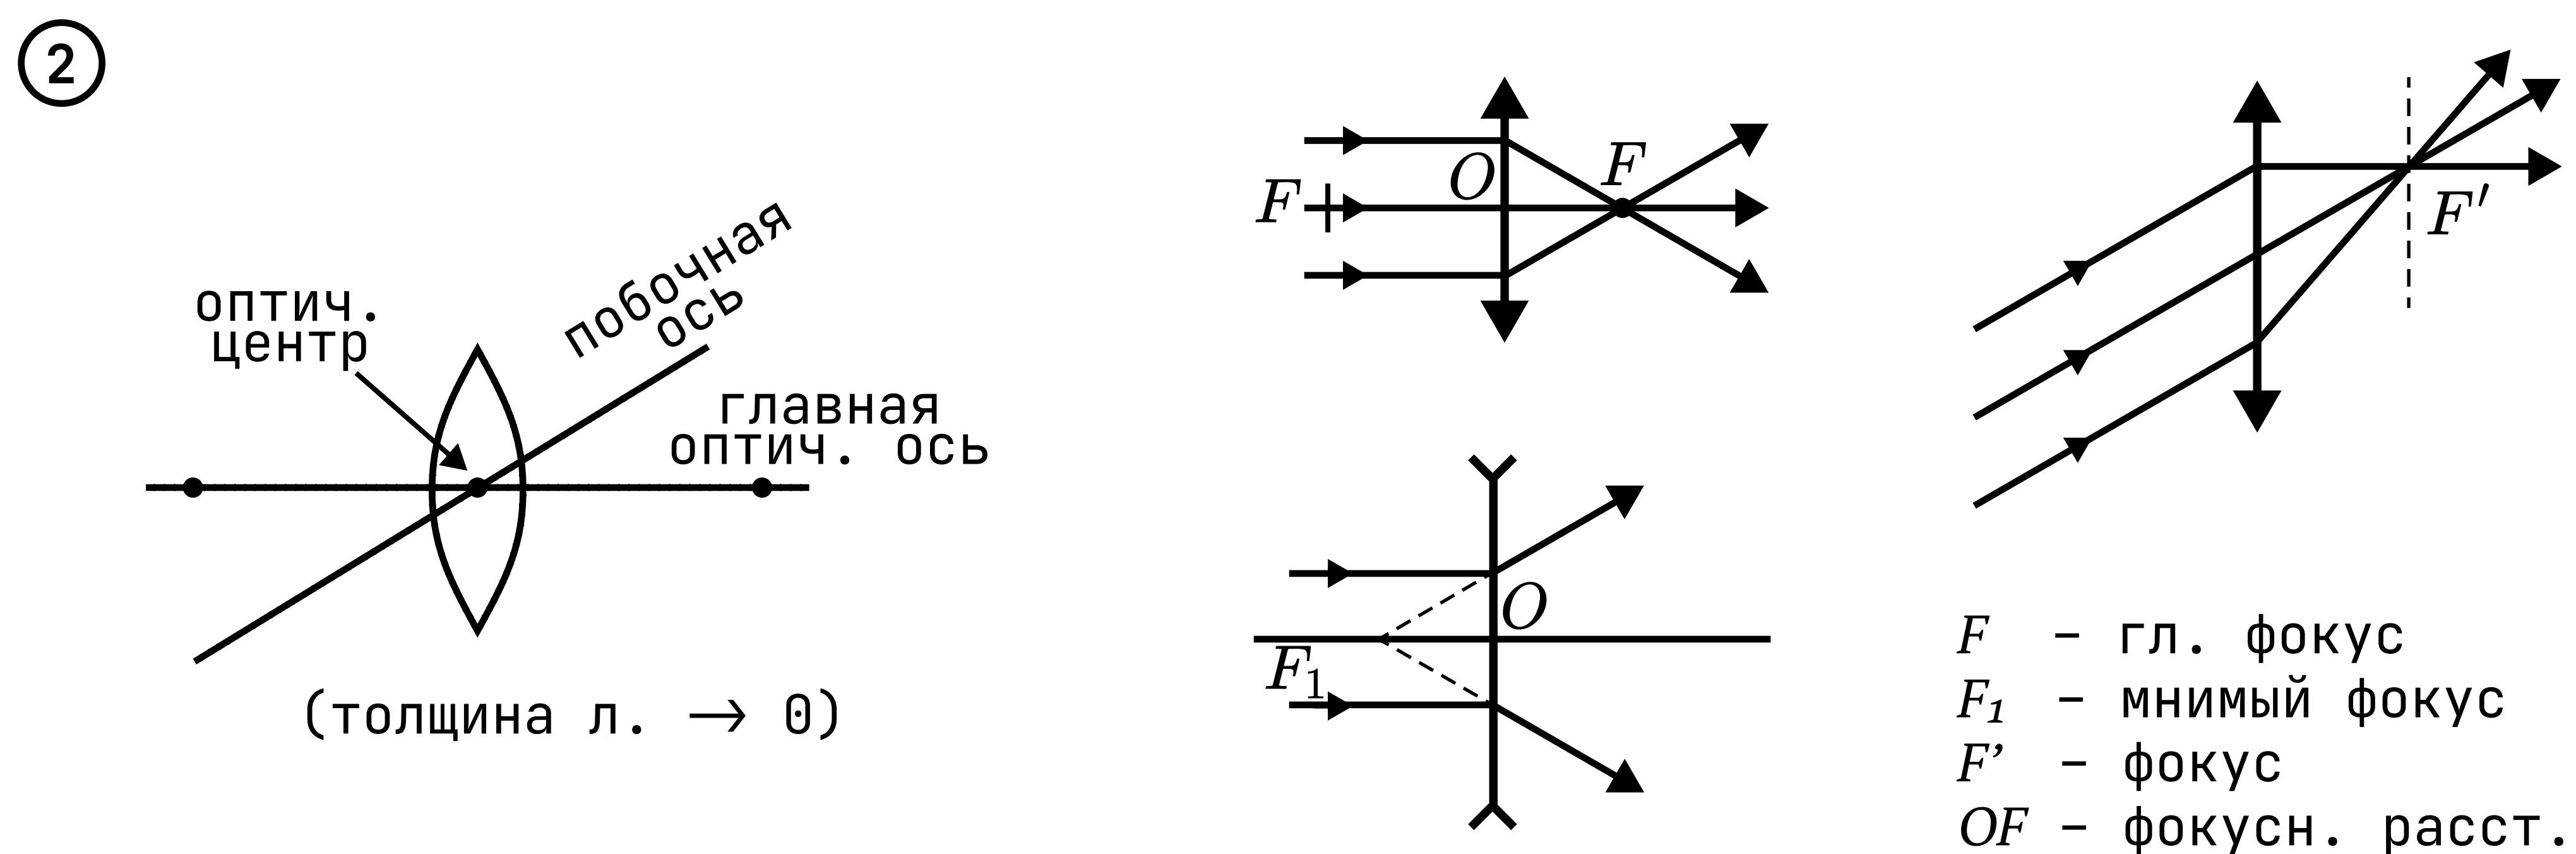 2
оптич.
центр
побочная
ось
главная
оптич. ось
(толщина л. → 0)
F
O
F
F₁
O
F′
F – гл. фокус
F₁ – мнимый фокус
F’ – фокус
OF – фокусн. расст.